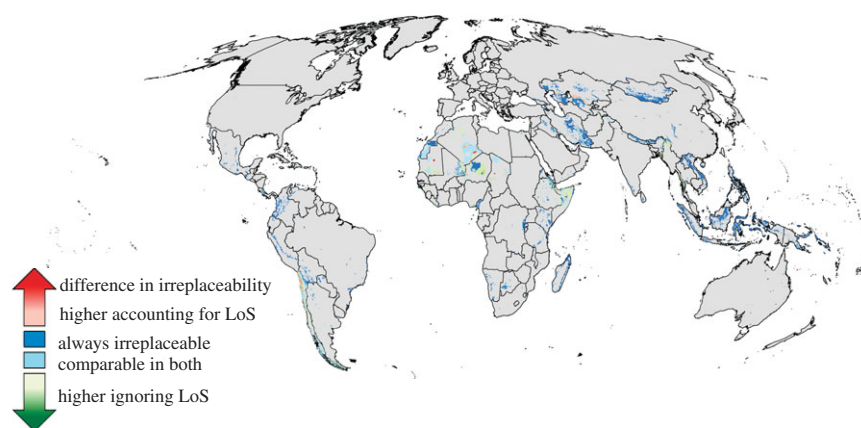 difference in irreplaceability
higher accounting for LoS
always irreplaceable
comparable in both
higher ignoring LoS